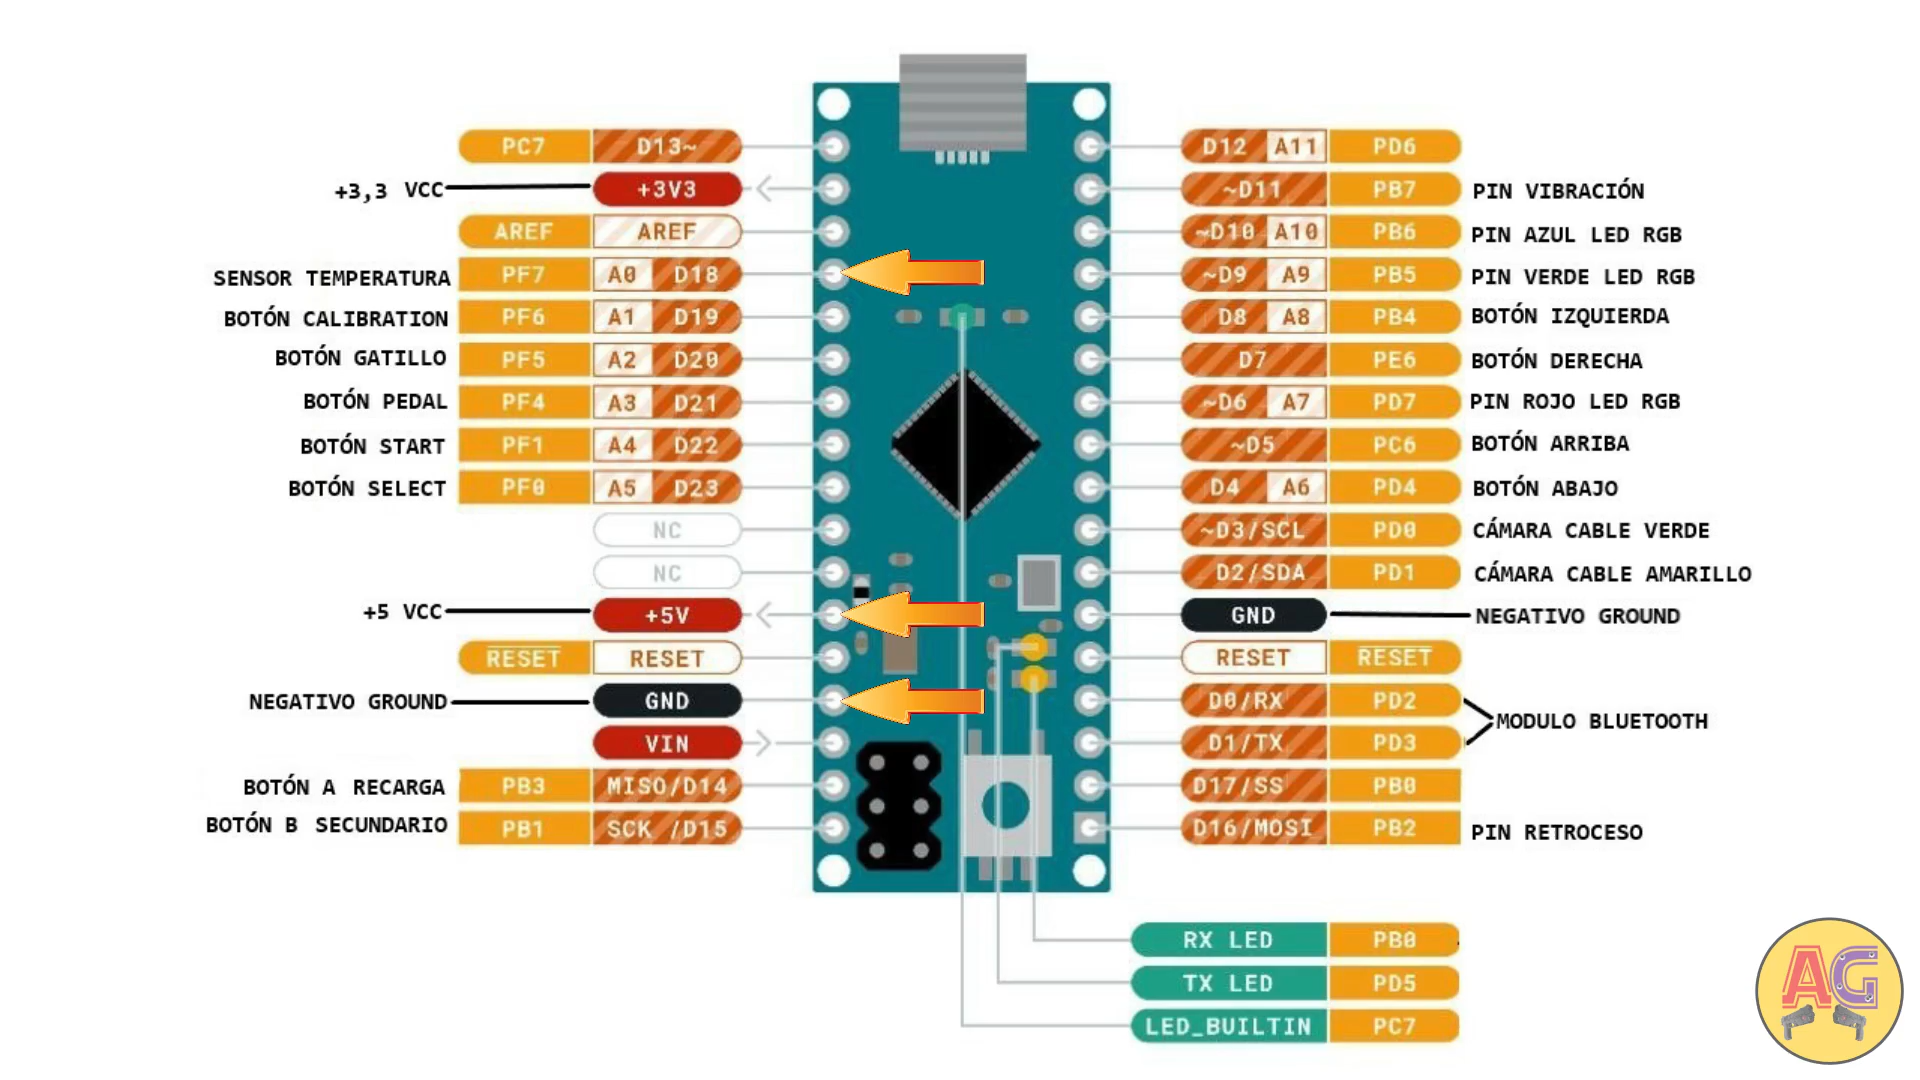 PC7 D13~ D12 A11 PD6
+3,3 VCC +3V3 ~D11 PB7 PIN VIBRACIÓN
AREF AREF ~D10 A10 PB6 PIN AZUL LED RGB
SENSOR TEMPERATURA PF7 A0 D18 ~D9 A9 PB5 PIN VERDE LED RGB
BOTÓN CALIBRATION PF6 A1 D19 D8 A8 PB4 BOTÓN IZQUIERDA
BOTÓN GATILLO PF5 A2 D20 D7 PE6 BOTÓN DERECHA
BOTÓN PEDAL PF4 A3 D21 ~D6 A7 PD7 PIN ROJO LED RGB
BOTÓN START PF1 A4 D22 ~D5 PC6 BOTÓN ARRIBA
BOTÓN SELECT PF0 A5 D23 D4 A6 PD4 BOTÓN ABAJO
NC ~D3/SCL PD0 CÁMARA CABLE VERDE
NC D2/SDA PD1 CÁMARA CABLE AMARILLO
+5 VCC +5V GND NEGATIVO GROUND
RESET RESET RESET RESET
NEGATIVO GROUND GND D0/RX PD2
MODULO BLUETOOTH
VIN D1/TX PD3
BOTÓN A RECARGA PB3 MISO/D14 D17/SS PB0
BOTÓN B SECUNDARIO PB1 SCK /D15 D16/MOSI PB2 PIN RETROCESO
RX LED PB0
TX LED PD5
LED_BUILTIN PC7
AG